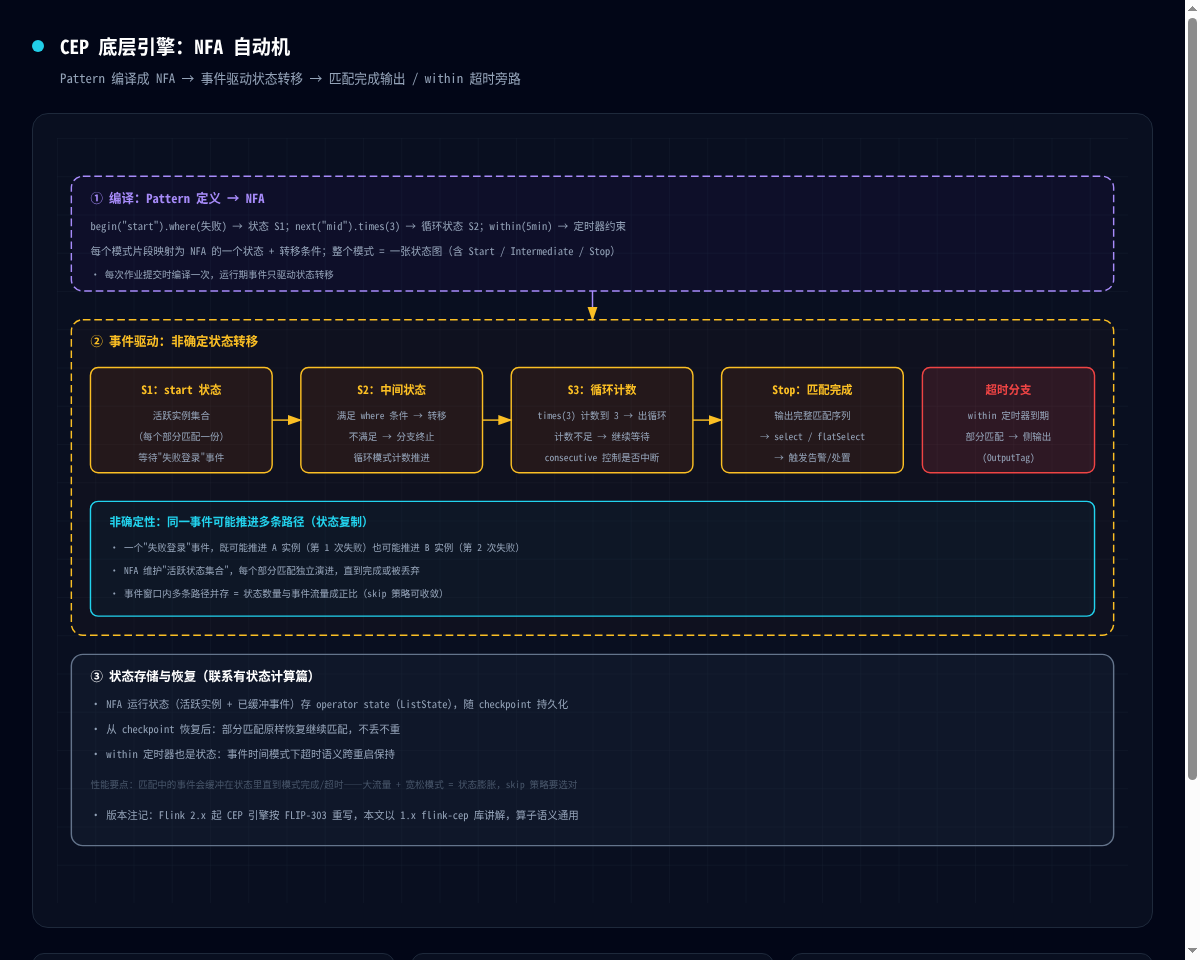 CEP 底层引擎：NFA 自动机
Pattern 编译成 NFA → 事件驱动状态转移 → 匹配完成输出 / within 超时旁路
① 编译：Pattern 定义 → NFA
begin("start").where(失败) → 状态 S1；next("mid").times(3) → 循环状态 S2；within(5min) → 定时器约束
每个模式片段映射为 NFA 的一个状态 + 转移条件；整个模式 = 一张状态图（含 Start / Intermediate / Stop）
· 每次作业提交时编译一次，运行期事件只驱动状态转移
② 事件驱动：非确定状态转移
S1：start 状态
活跃实例集合
（每个部分匹配一份）
等待"失败登录"事件
S2：中间状态
满足 where 条件 → 转移
不满足 → 分支终止
循环模式计数推进
S3：循环计数
times(3) 计数到 3 → 出循环
计数不足 → 继续等待
consecutive 控制是否中断
Stop：匹配完成
输出完整匹配序列
→ select / flatSelect
→ 触发告警/处置
超时分支
within 定时器到期
部分匹配 → 侧输出
（OutputTag）
非确定性：同一事件可能推进多条路径（状态复制）
· 一个"失败登录"事件，既可能推进 A 实例（第 1 次失败）也可能推进 B 实例（第 2 次失败）
· NFA 维护"活跃状态集合"，每个部分匹配独立演进，直到完成或被丢弃
· 事件窗口内多条路径并存 = 状态数量与事件流量成正比（skip 策略可收敛）
③ 状态存储与恢复（联系有状态计算篇）
· NFA 运行状态（活跃实例 + 已缓冲事件）存 operator state（ListState），随 checkpoint 持久化
· 从 checkpoint 恢复后：部分匹配原样恢复继续匹配，不丢不重
· within 定时器也是状态：事件时间模式下超时语义跨重启保持
性能要点：匹配中的事件会缓冲在状态里直到模式完成/超时——大流量 + 宽松模式 = 状态膨胀，skip 策略要选对
· 版本注记：Flink 2.x 起 CEP 引擎按 FLIP-303 重写，本文以 1.x flink-cep 库讲解，算子语义通用